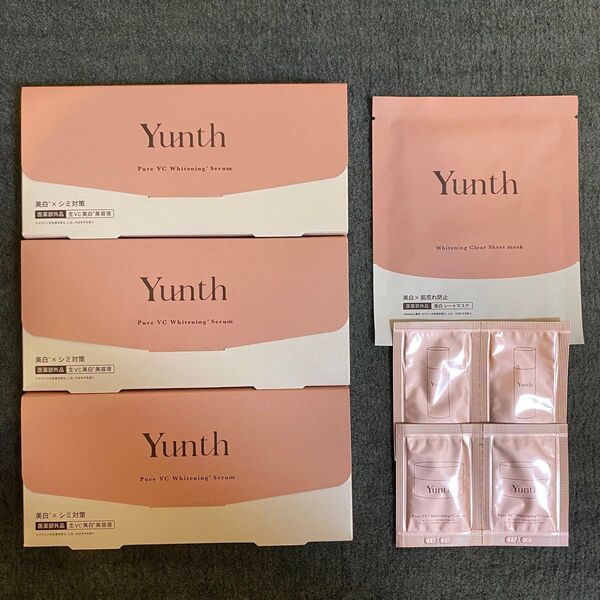 Yunth
Pure VC Whitening* Serum
美白*×シミ対策
医薬部外品 生VC美白*美容液
Yunth
Pure VC Whitening* Serum
美白*×シミ対策
医薬部外品 生VC美白*美容液
Yunth
Pure VC Whitening* Serum
美白*×シミ対策
医薬部外品 生VC美白*美容液
Yunth
Whitening Clear Sheet mask
美白×肌荒れ防止
医薬部外品 美白 シートマスク
Yunth
Yunth
Yunth
Yunth